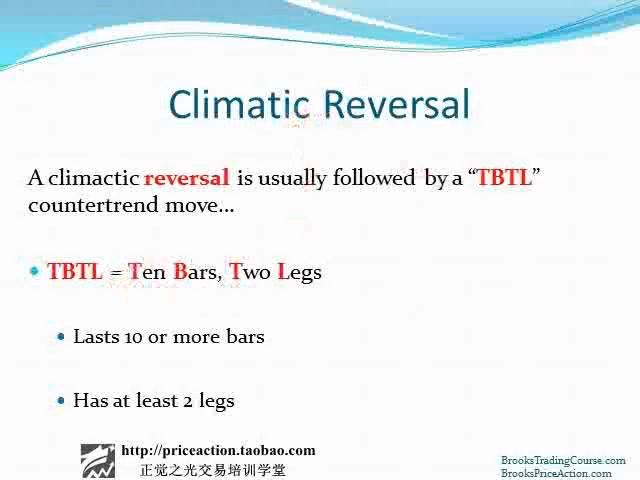 Climatic Reversal
A climactic reversal is usually followed by a “TBTL”
countertrend move…
TBTL = Ten Bars, Two Legs
Lasts 10 or more bars
Has at least 2 legs
http://priceaction.taobao.com
正觉之光交易培训学堂
BrooksTradingCourse.com
BrooksPriceAction.com